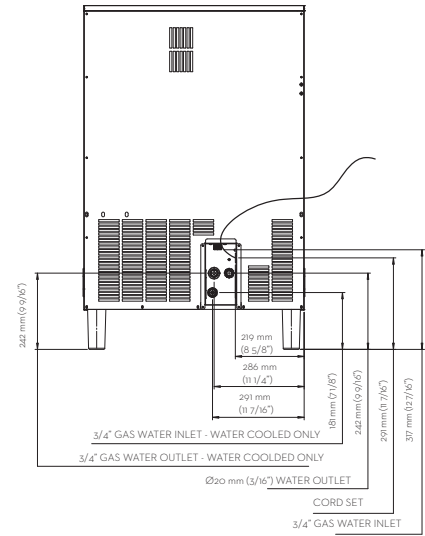 242 mm (9 9/16")
219 mm
(8 5/8")
286 mm
(11 1/4")
291 mm
(11 7/16")
181 mm (7 1/8")
242 mm (9 9/16")
291 mm (11 7/16")
317 mm (12 7/16")
3/4" GAS WATER INLET - WATER COOLED ONLY
3/4" GAS WATER OUTLET - WATER COOLDED ONLY
Ø20 mm (3/16") WATER OUTLET
CORD SET
3/4" GAS WATER INLET